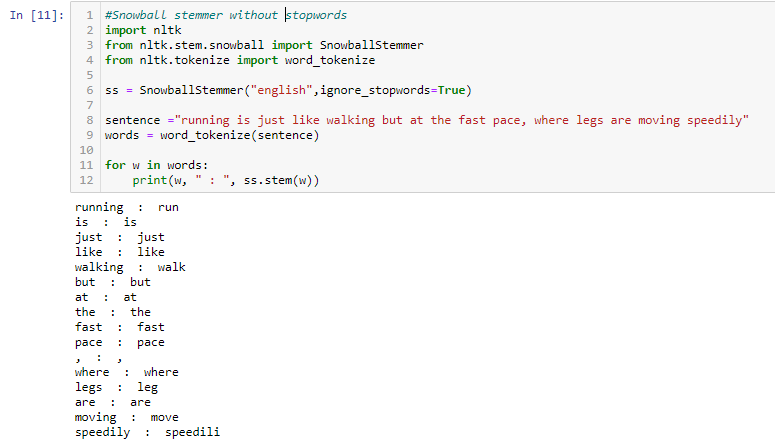 In [11]:
1 #Snowball stemmer without stopwords
2 import nltk
3 from nltk.stem.snowball import SnowballStemmer
4 from nltk.tokenize import word_tokenize
5
6 ss = SnowballStemmer("english",ignore_stopwords=True)
7
8 sentence ="running is just like walking but at the fast pace, where legs are moving speedily"
9 words = word_tokenize(sentence)
10
11 for w in words:
12     print(w, " : ", ss.stem(w))
running  :  run
is  :  is
just  :  just
like  :  like
walking  :  walk
but  :  but
at  :  at
the  :  the
fast  :  fast
pace  :  pace
,  :  ,
where  :  where
legs  :  leg
are  :  are
moving  :  move
speedily  :  speedili